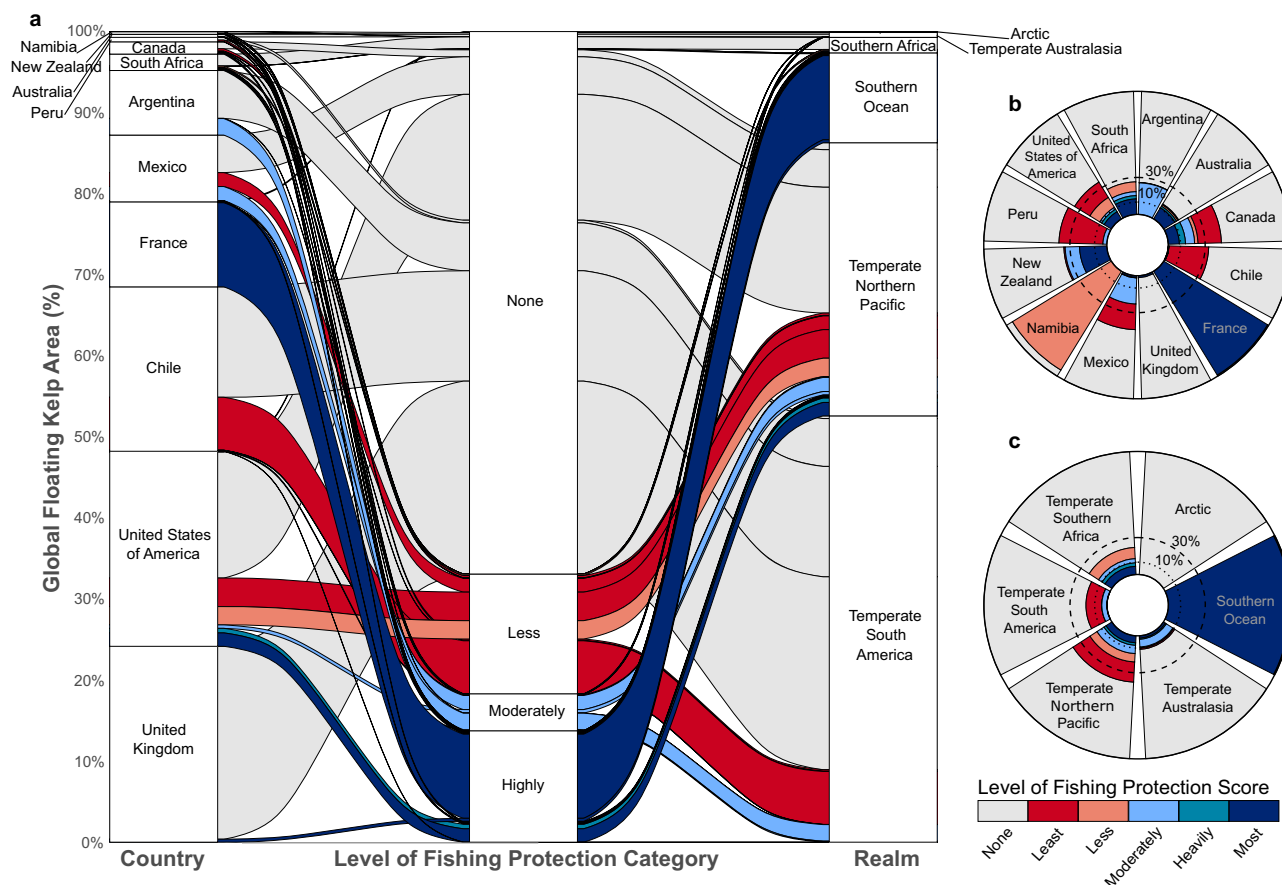 a
100%
90%
80%
70%
60%
50%
40%
30%
20%
10%
0%
Global Floating Kelp Area (%)
Namibia
New Zealand
Australia
Peru
Canada
South Africa
Argentina
Mexico
France
Chile
United States
of America
United
Kingdom
None
Less
Moderately
Highly
Arctic
Temperate Australasia
Southern Africa
Southern
Ocean
Temperate
Northern
Pacific
Temperate
South
America
Country
Level of Fishing Protection Category
Realm
b
South
Africa
Argentina
Australia
Canada
Chile
France
United
Kingdom
Mexico
Namibia
New
Zealand
Peru
United
States of
America
30%
10%
c
Temperate
Southern
Africa
Arctic
Southern
Ocean
Temperate
Australasia
Temperate
Northern
Pacific
Temperate
South
America
30%
10%
Level of Fishing Protection Score
None
Least
Less
Moderately
Heavily
Most